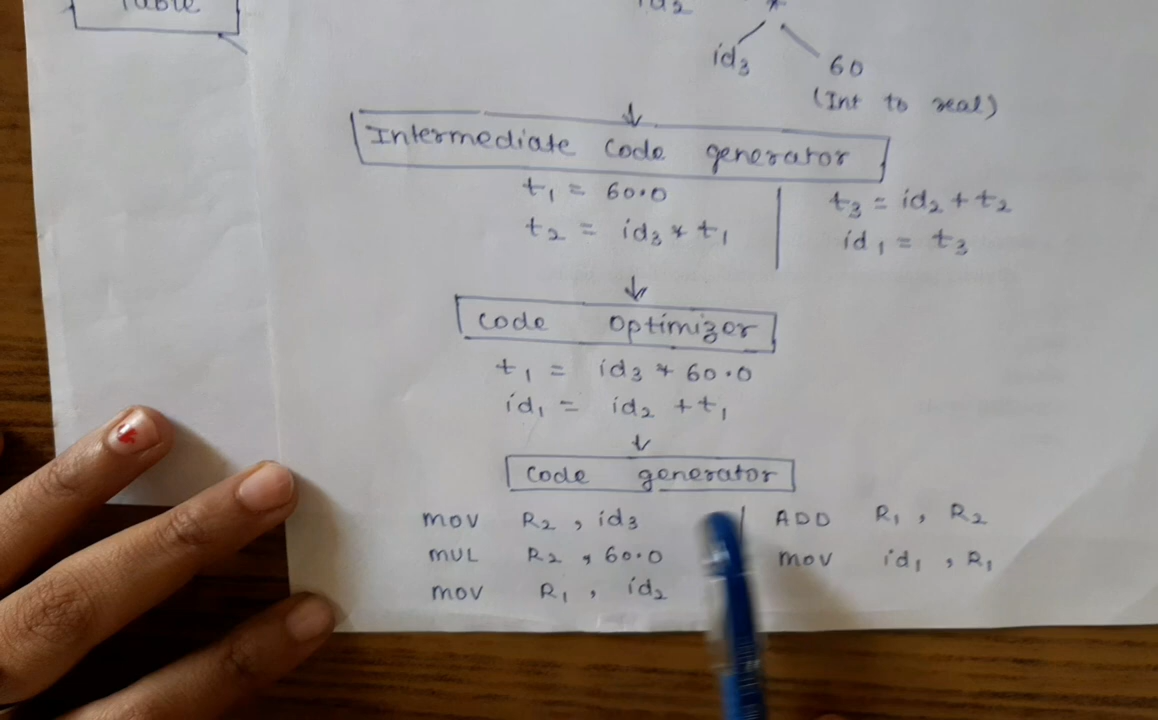 Table
id2 *
id3 60
(Int to real)
Intermediate code generator
t1 = 60.0
t2 = id3 * t1
t3 = id2 + t2
id1 = t3
code optimizer
t1 = id3 * 60.0
id1 = id2 + t1
code generator
mov R2, id3
MUL R2, 60.0
mov R1, id2
ADD R1, R2
mov id1, R1